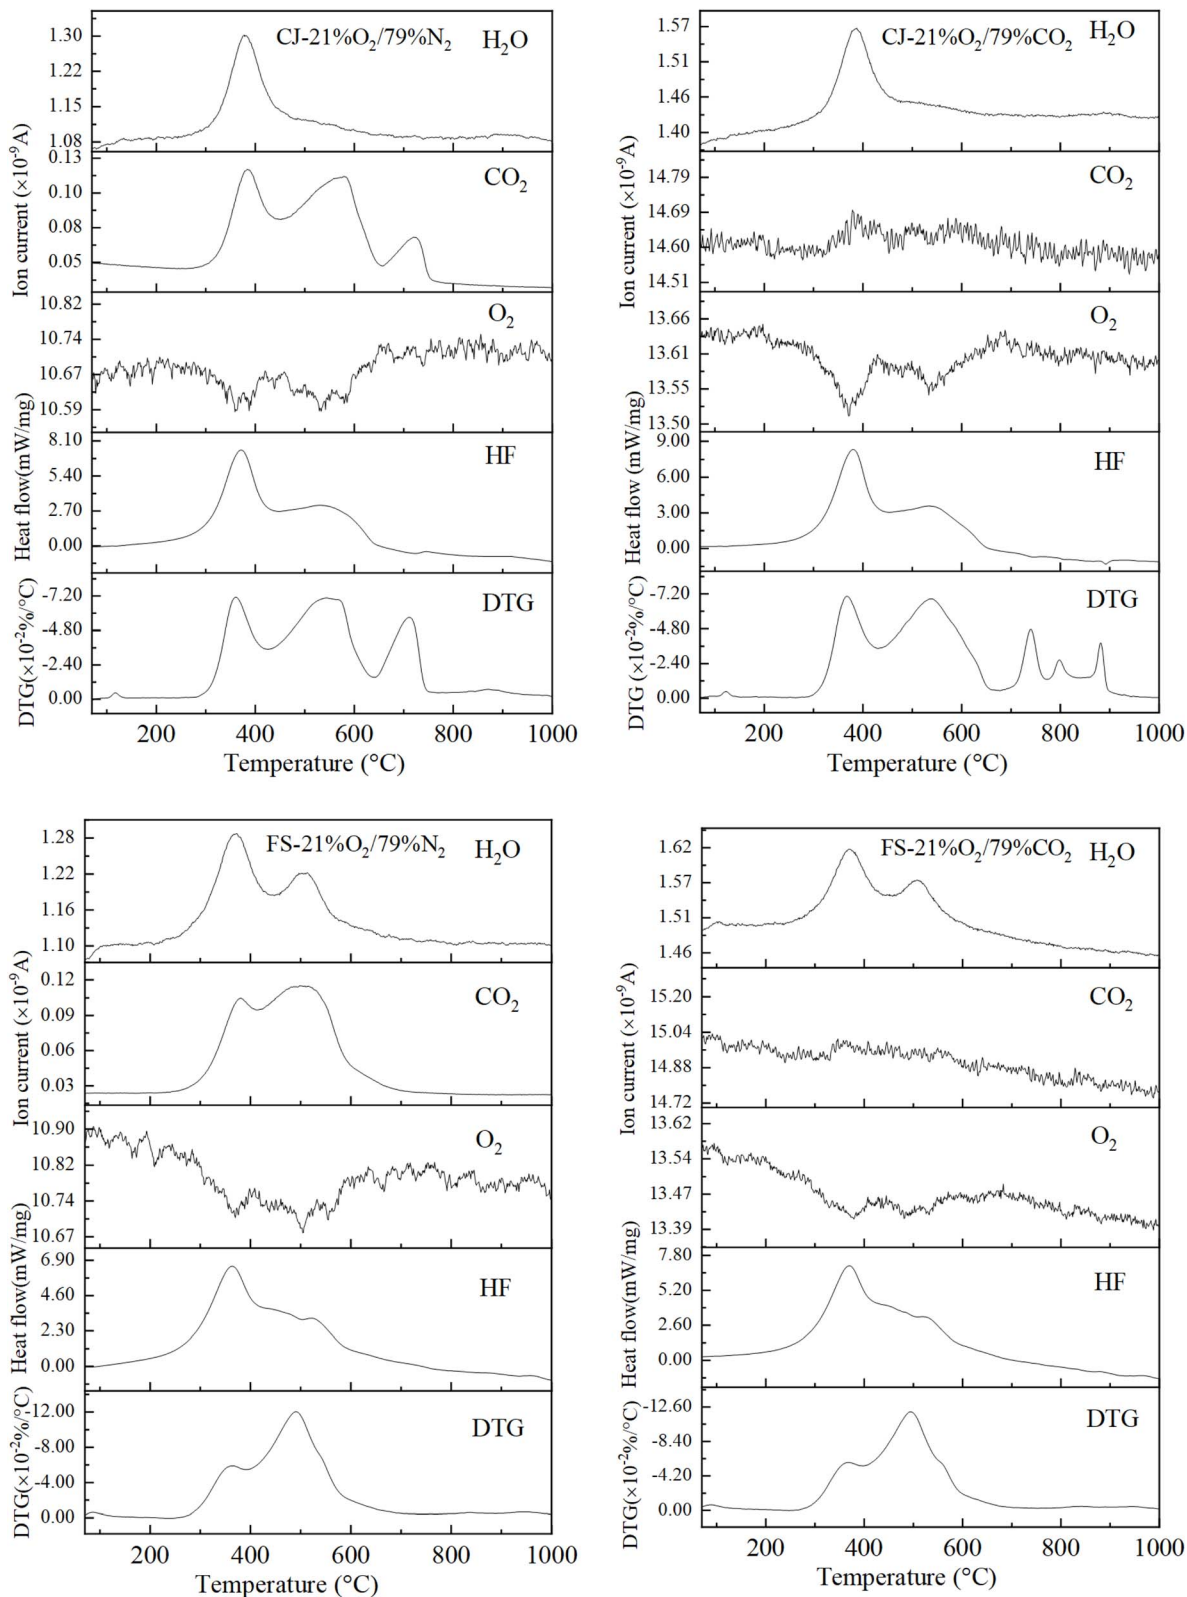 CJ-21%O₂/79%N₂ H₂O
1.30
1.22
1.15
1.08
Ion current (×10⁻⁹A)
0.13
0.10
0.08
0.05
CO₂
10.82
10.74
10.67
10.59
O₂
Heat flow(mW/mg)
8.10
5.40
2.70
0.00
HF
DTG(×10⁻²%/°C)
-7.20
-4.80
-2.40
0.00
DTG
200 400 600 800 1000
Temperature (°C)
CJ-21%O₂/79%CO₂ H₂O
1.57
1.51
1.46
1.40
Ion current (×10⁻⁹A)
14.79
14.69
14.60
14.51
CO₂
13.66
13.61
13.55
13.50
O₂
Heat flow (mW/mg)
9.00
6.00
3.00
0.00
HF
DTG (×10⁻²%/°C)
-7.20
-4.80
-2.40
0.00
DTG
200 400 600 800 1000
Temperature (°C)
FS-21%O₂/79%N₂ H₂O
1.28
1.22
1.16
1.10
Ion current (×10⁻⁹A)
0.12
0.09
0.06
0.03
CO₂
10.90
10.82
10.74
10.67
O₂
Heat flow(mW/mg)
6.90
4.60
2.30
0.00
HF
DTG(×10⁻²%/°C)
-12.00
-8.00
-4.00
0.00
DTG
200 400 600 800 1000
Temperature (°C)
FS-21%O₂/79%CO₂ H₂O
1.62
1.57
1.51
1.46
Ion current (×10⁻⁹A)
15.20
15.04
14.88
14.72
CO₂
13.62
13.54
13.47
13.39
O₂
Heat flow(mW/mg)
7.80
5.20
2.60
0.00
HF
DTG(×10⁻²%/°C)
-12.60
-8.40
-4.20
0.00
DTG
200 400 600 800 1000
Temperature (°C)